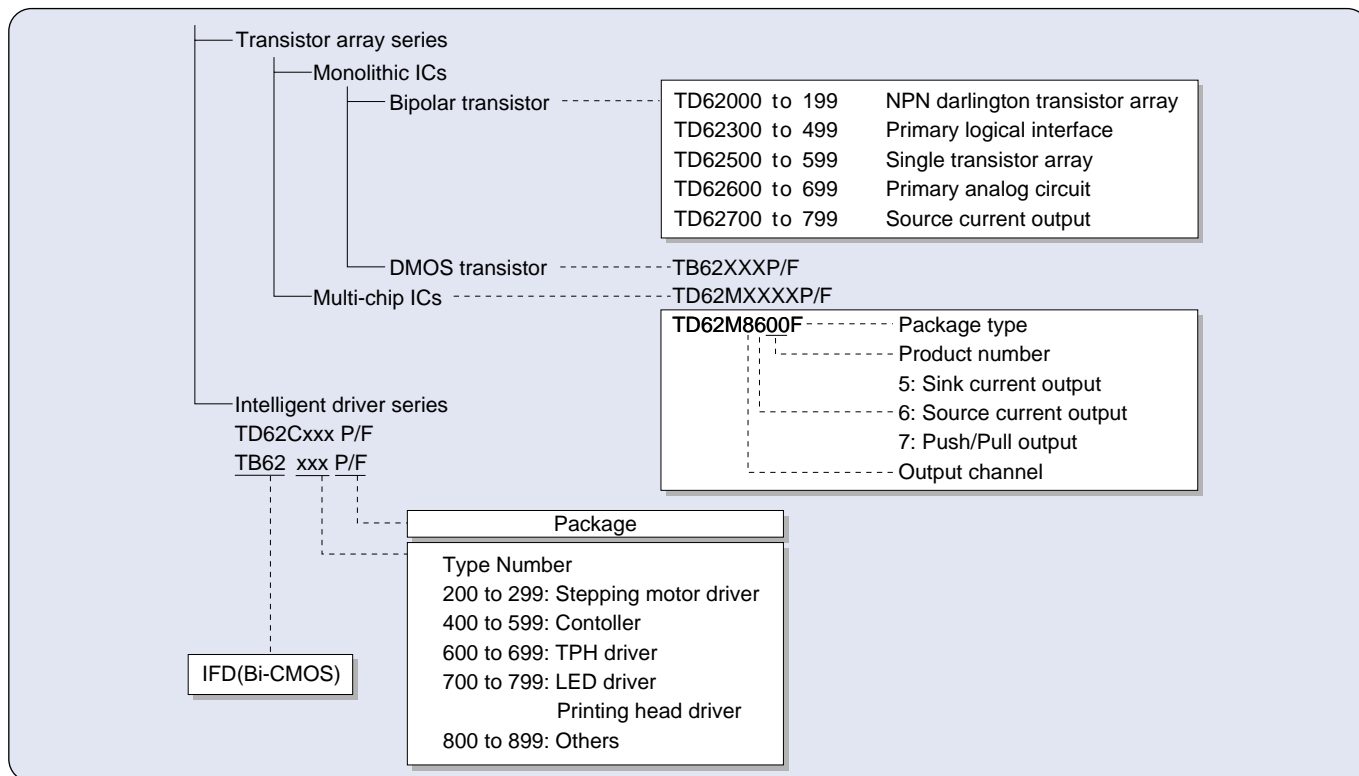 Transistor array series
Monolithic ICs
Bipolar transistor
TD62000 to 199 NPN darlington transistor array
TD62300 to 499 Primary logical interface
TD62500 to 599 Single transistor array
TD62600 to 699 Primary analog circuit
TD62700 to 799 Source current output
DMOS transistor TB62XXXP/F
Multi-chip ICs TD62MXXXXP/F
TD62M8600F Package type
Product number
5: Sink current output
6: Source current output
7: Push/Pull output
Output channel
Intelligent driver series
TD62Cxxx P/F
TB62 xxx P/F
Package
Type Number
200 to 299: Stepping motor driver
400 to 599: Contoller
600 to 699: TPH driver
700 to 799: LED driver
Printing head driver
800 to 899: Others
IFD(Bi-CMOS)